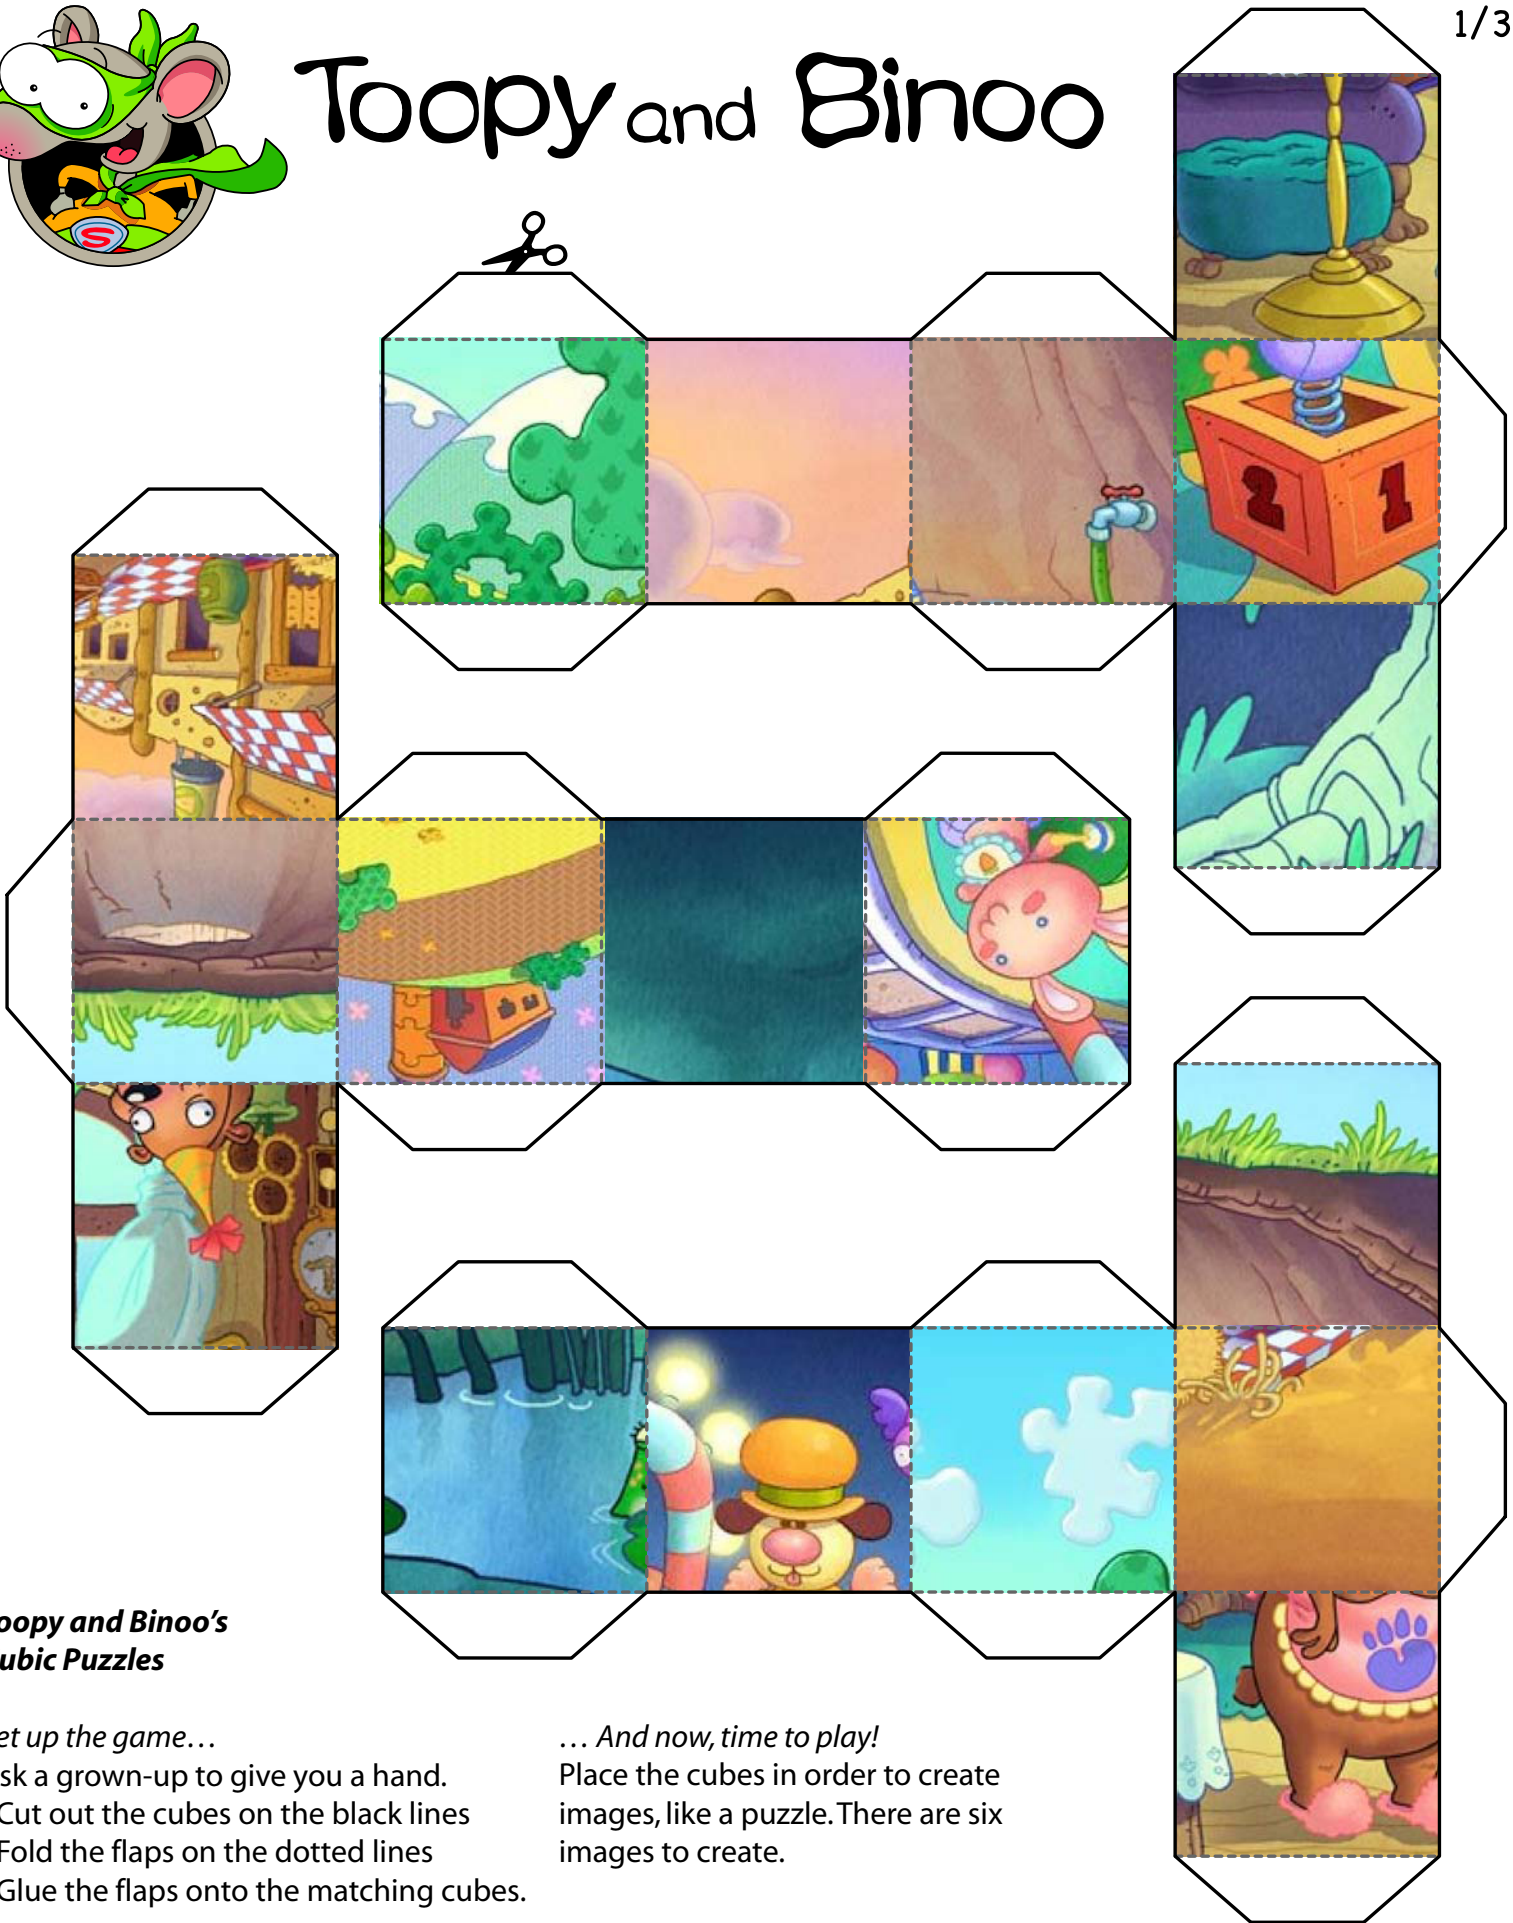 1/3
Toopy and Binoo
S
2 1
oopy and Binoo's
ubic Puzzles
et up the game…
sk a grown-up to give you a hand.
Cut out the cubes on the black lines
Fold the flaps on the dotted lines
Glue the flaps onto the matching cubes.
… And now, time to play!
Place the cubes in order to create
images, like a puzzle. There are six
images to create.